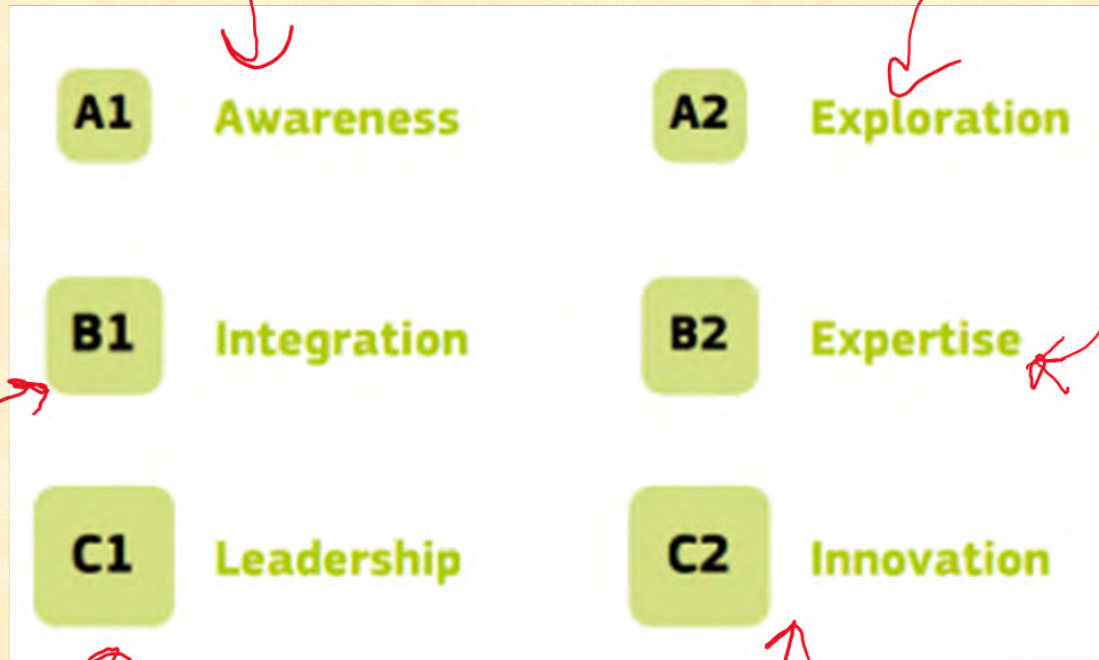 A1 Awareness A2 Exploration
B1 Integration B2 Expertise
C1 Leadership C2 Innovation